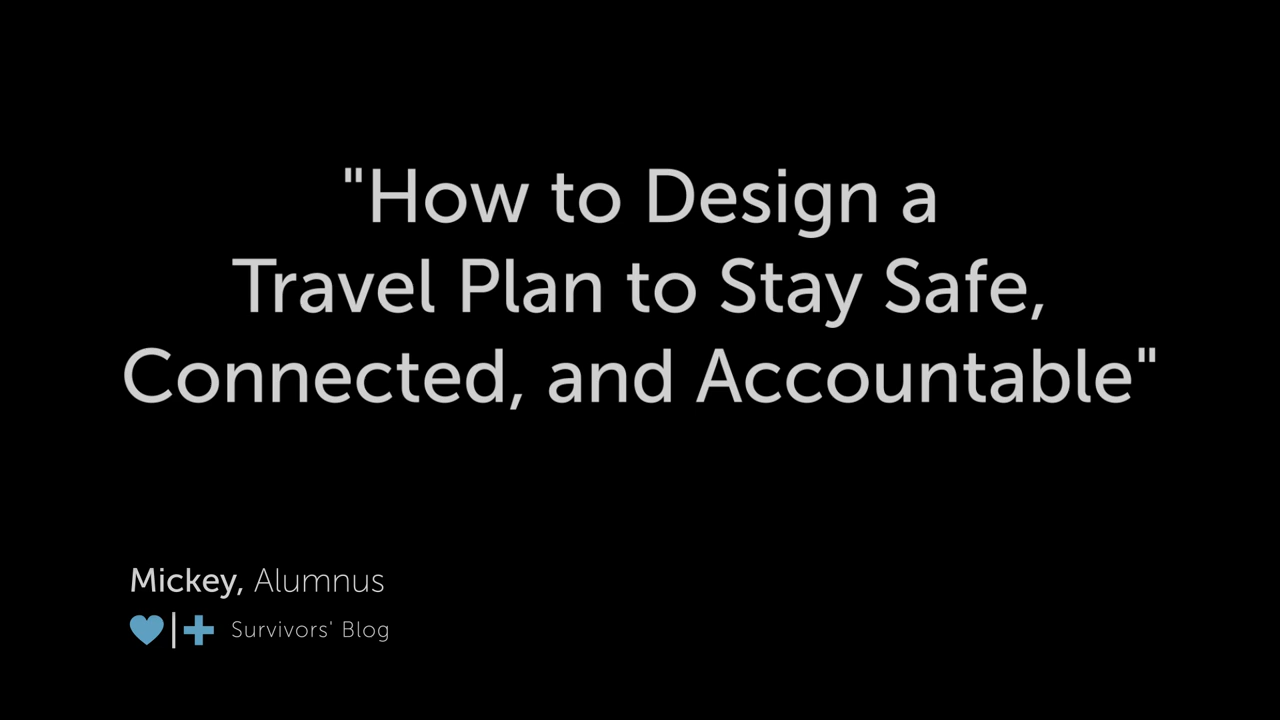 "How to Design a
Travel Plan to Stay Safe,
Connected, and Accountable"
Mickey, Alumnus
Survivors' Blog